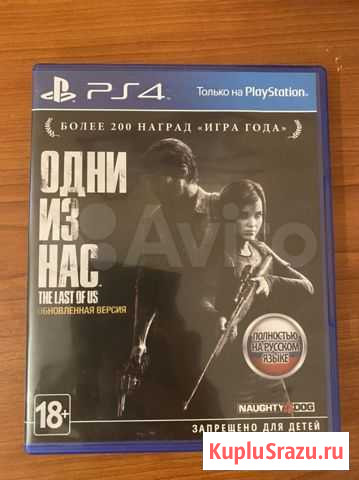 PS4
Только на PlayStation®
БОЛЕЕ 200 НАГРАД «ИГРА ГОДА»
ОДНИ
ИЗ
НАС
THE LAST OF US
ОБНОВЛЕННАЯ ВЕРСИЯ
Avito
ПОЛНОСТЬЮ
НА РУССКОМ
ЯЗЫКЕ
18+
NAUGHTY DOG
ЗАПРЕЩЕНО ДЛЯ ДЕТЕЙ
KupluSrazu.ru